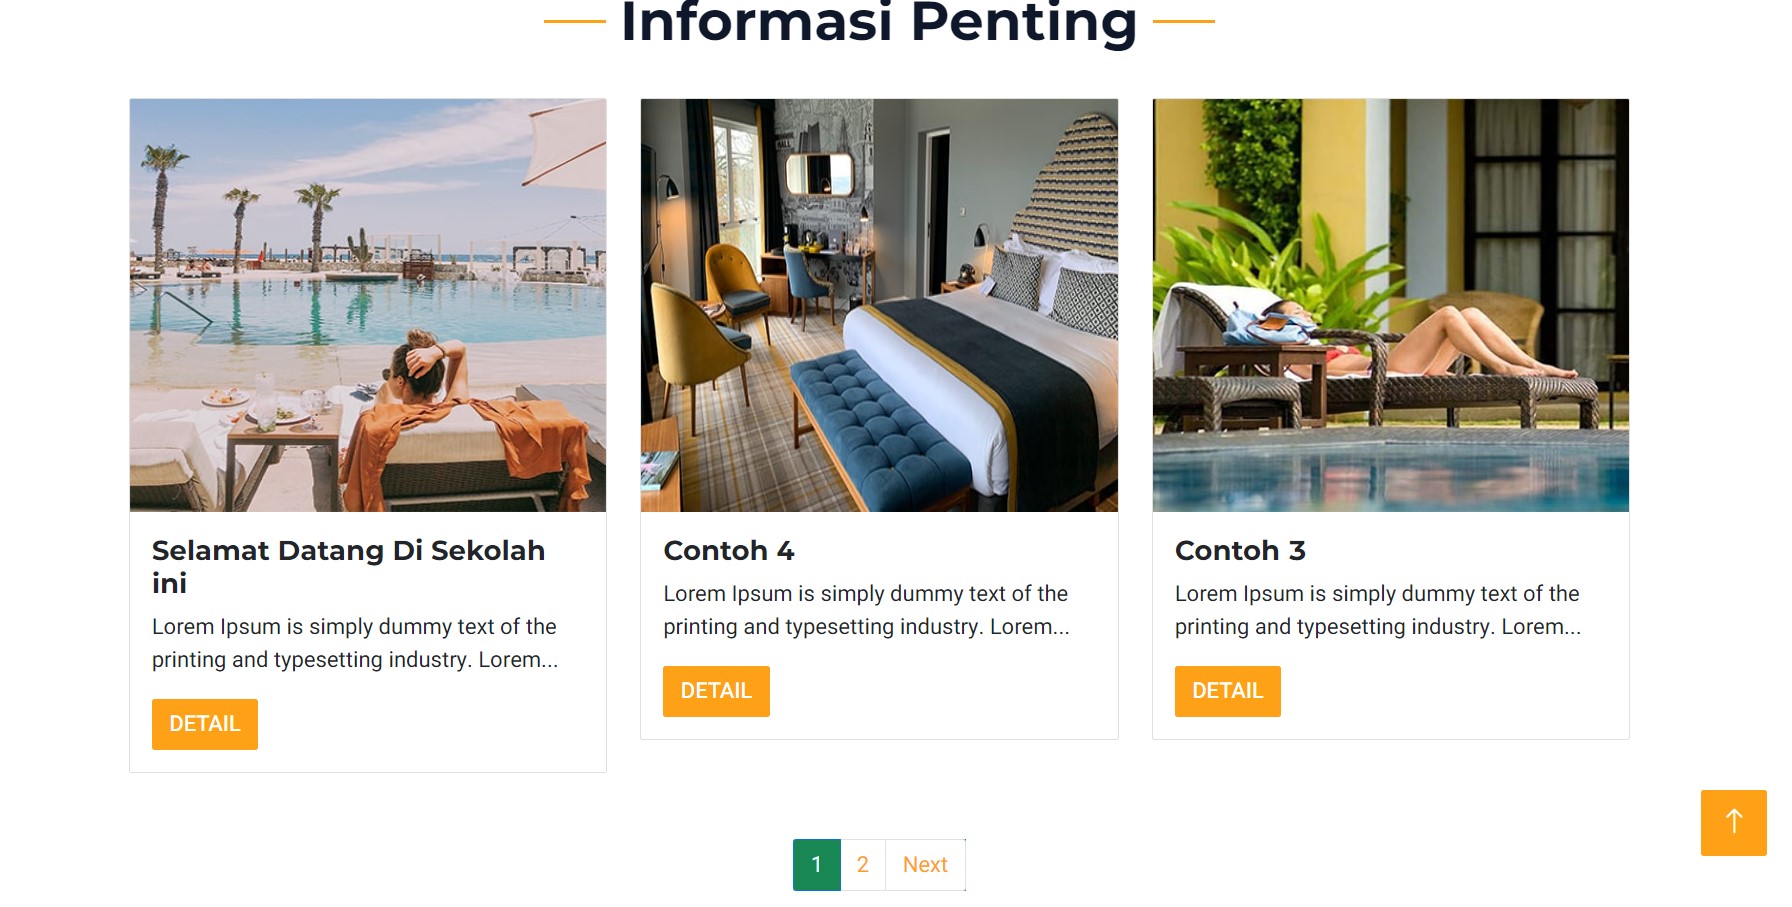 Informasi Penting
Selamat Datang Di Sekolah
ini
Lorem Ipsum is simply dummy text of the
printing and typesetting industry. Lorem...
DETAIL
Contoh 4
Lorem Ipsum is simply dummy text of the
printing and typesetting industry. Lorem...
DETAIL
Contoh 3
Lorem Ipsum is simply dummy text of the
printing and typesetting industry. Lorem...
DETAIL
1 2 Next